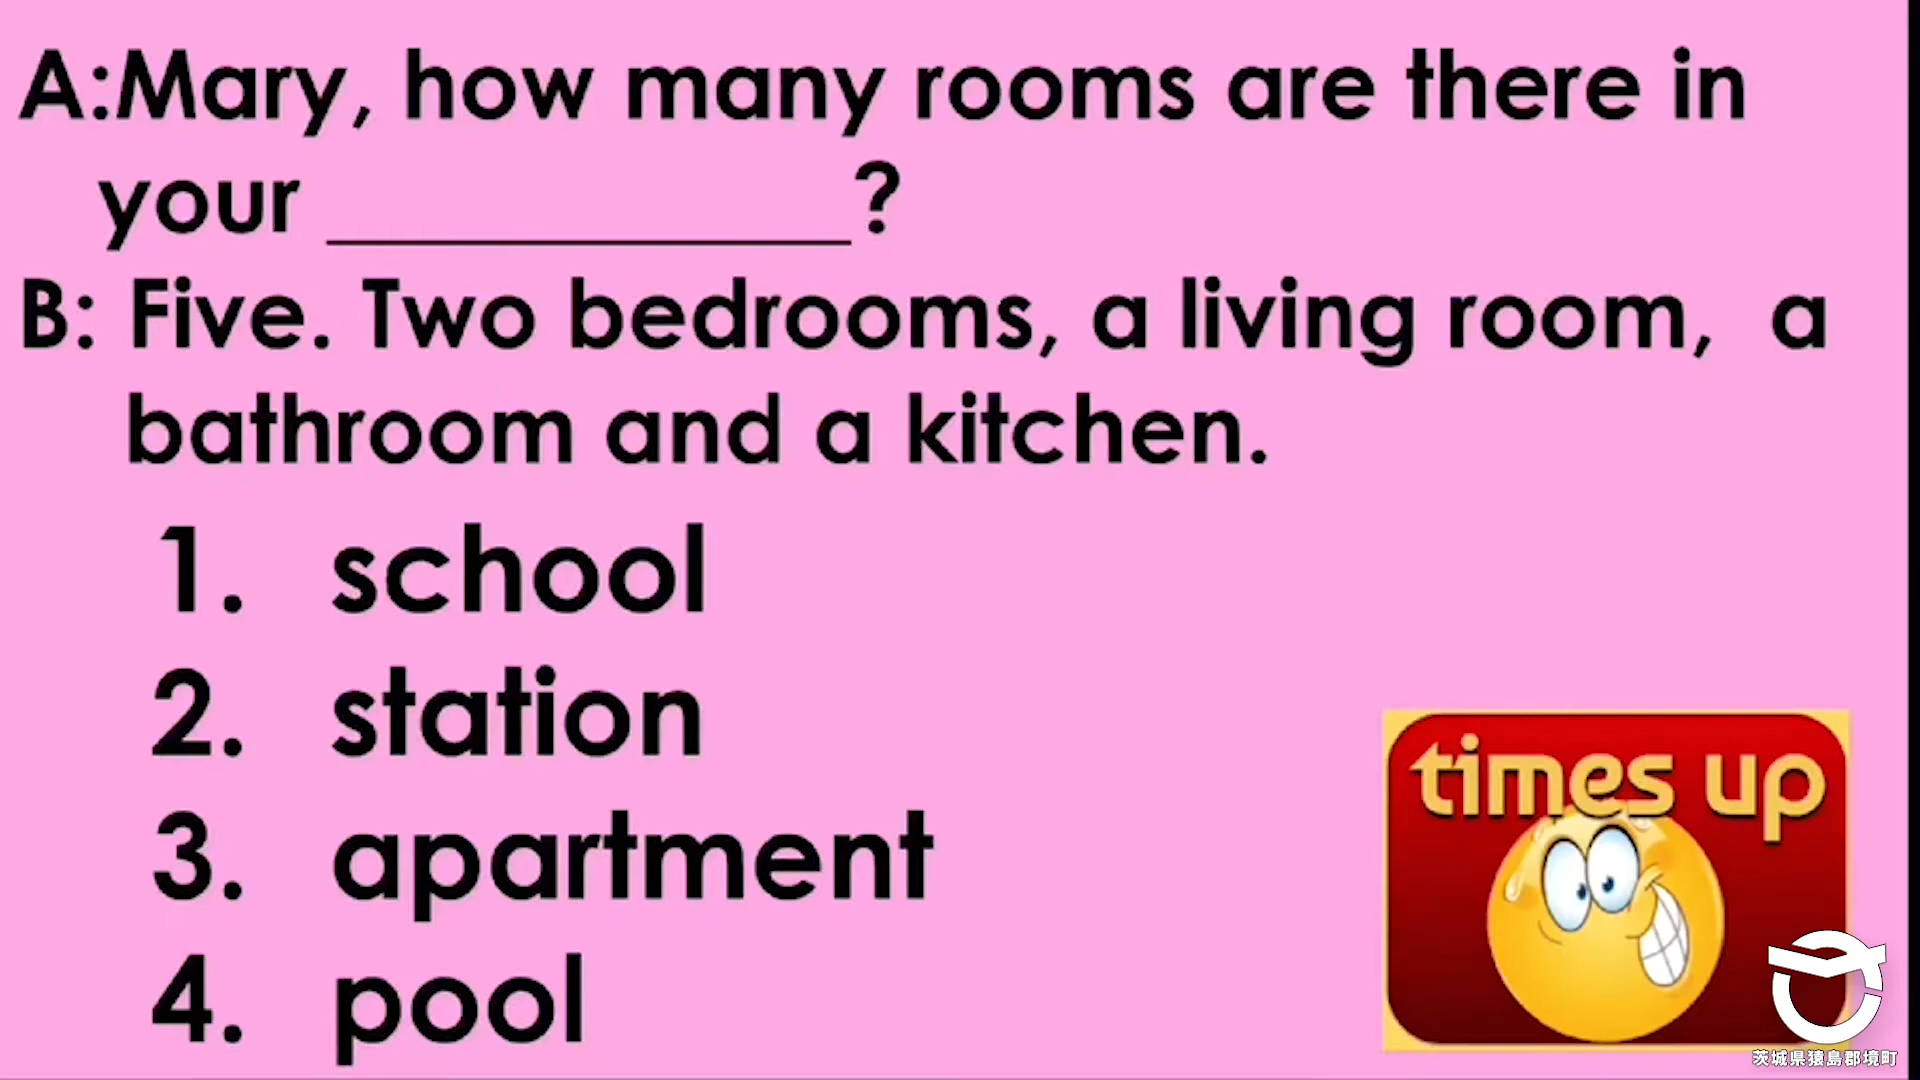 A:Mary, how many rooms are there in
your ____________?
B: Five. Two bedrooms, a living room, a
bathroom and a kitchen.
1. school
2. station
3. apartment
4. pool
times up
茨城県猿島郡境町